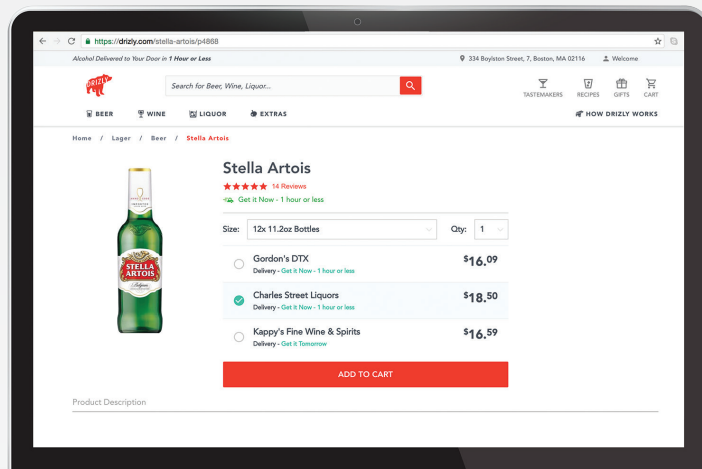 https://drizly.com/stella-artois/p4868
Alcohol Delivered to Your Door in 1 Hour or Less
334 Boylston Street, 7, Boston, MA 02116
Welcome
DRIZLY
Search for Beer, Wine, Liquor...
TASTEMAKERS
RECIPES
GIFTS
CART
BEER
WINE
LIQUOR
EXTRAS
HOW DRIZLY WORKS
Home / Lager / Beer / Stella Artois
Stella Artois
14 Reviews
Get it Now - 1 hour or less
Size: 12x 11.2oz Bottles Qty: 1
Gordon's DTX $16.09
Delivery - Get it Now - 1 hour or less
Charles Street Liquors $18.50
Delivery - Get it Now - 1 hour or less
Kappy's Fine Wine & Spirits $16.59
Delivery - Get it Tomorrow
ADD TO CART
STELLA
ARTOIS
Product Description